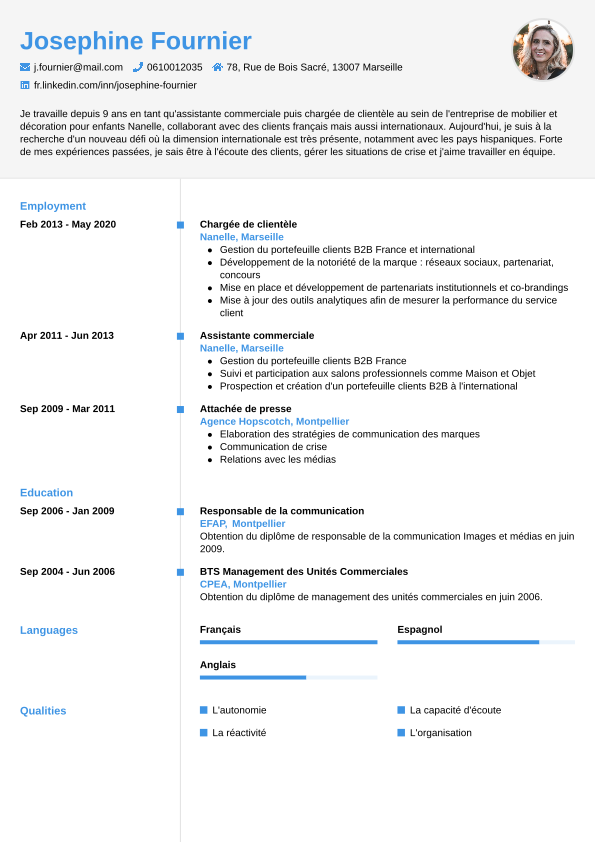 Josephine Fournier
j.fournier@mail.com 0610012035 78, Rue de Bois Sacré, 13007 Marseille
fr.linkedin.com/inn/josephine-fournier
Je travaille depuis 9 ans en tant qu'assistante commerciale puis chargée de clientèle au sein de l'entreprise de mobilier et
décoration pour enfants Nanelle, collaborant avec des clients français mais aussi internationaux. Aujourd'hui, je suis à la
recherche d'un nouveau défi où la dimension internationale est très présente, notamment avec les pays hispaniques. Forte
de mes expériences passées, je sais être à l'écoute des clients, gérer les situations de crise et j'aime travailler en équipe.
Employment
Feb 2013 - May 2020
Chargée de clientèle
Nanelle, Marseille
● Gestion du portefeuille clients B2B France et international
● Développement de la notoriété de la marque : réseaux sociaux, partenariat,
concours
● Mise en place et développement de partenariats institutionnels et co-brandings
● Mise à jour des outils analytiques afin de mesurer la performance du service
client
Apr 2011 - Jun 2013
Assistante commerciale
Nanelle, Marseille
● Gestion du portefeuille clients B2B France
● Suivi et participation aux salons professionnels comme Maison et Objet
● Prospection et création d'un portefeuille clients B2B à l'international
Sep 2009 - Mar 2011
Attachée de presse
Agence Hopscotch, Montpellier
● Elaboration des stratégies de communication des marques
● Communication de crise
● Relations avec les médias
Education
Sep 2006 - Jan 2009
Responsable de la communication
EFAP, Montpellier
Obtention du diplôme de responsable de la communication Images et médias en juin
2009.
Sep 2004 - Jun 2006
BTS Management des Unités Commerciales
CPEA, Montpellier
Obtention du diplôme de management des unités commerciales en juin 2006.
Languages
Français Espagnol
Anglais
Qualities
L'autonomie La capacité d'écoute
La réactivité L'organisation